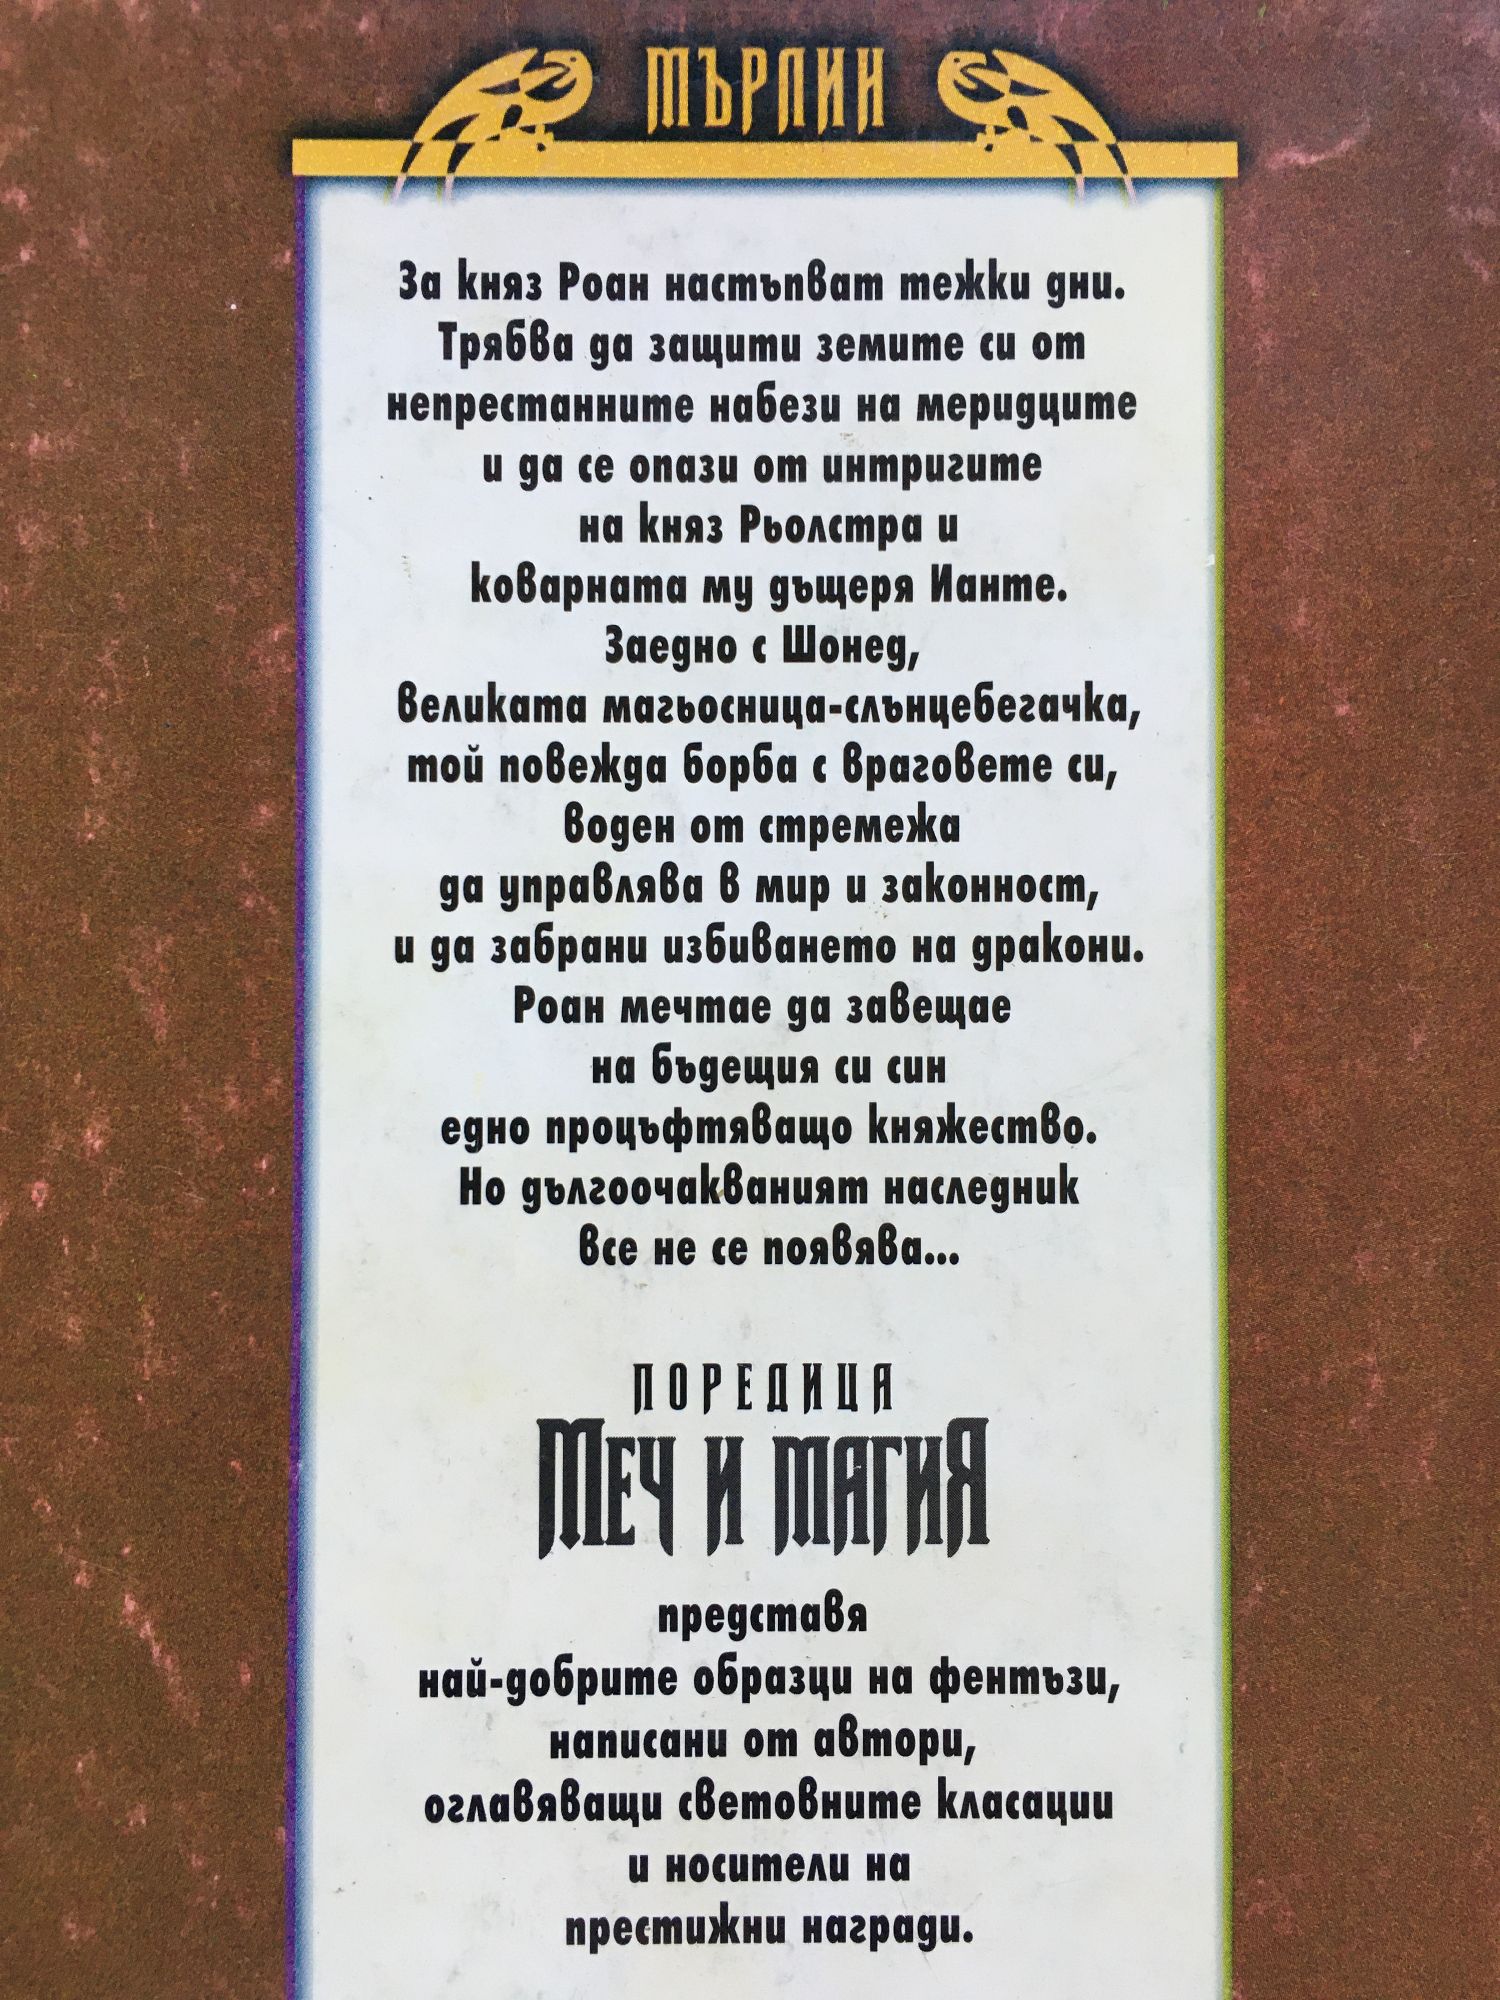 МЪРЛИН
За княз Роан настъпват тежки дни.
Трябва да защити земите си от
непрестанните набези на меридците
и да се опази от интригите
на княз Рьолстра и
коварната му дъщеря Ианте.
Заедно с Шонед,
великата магьосница-слънцебегачка,
той повежда борба с враговете си,
воден от стремежа
да управлява в мир и законност,
и да забрани избиването на дракони.
Роан мечтае да завещае
на бъдещия си син
едно процъфтяващо княжество.
Но дългоочакваният наследник
все не се появява...
ПОРЕДИЦА
МЕЧ И МАГИЯ
представя
най-добрите образци на фентъзи,
написани от автори,
оглавяващи световните класации
и носители на
престижни награди.